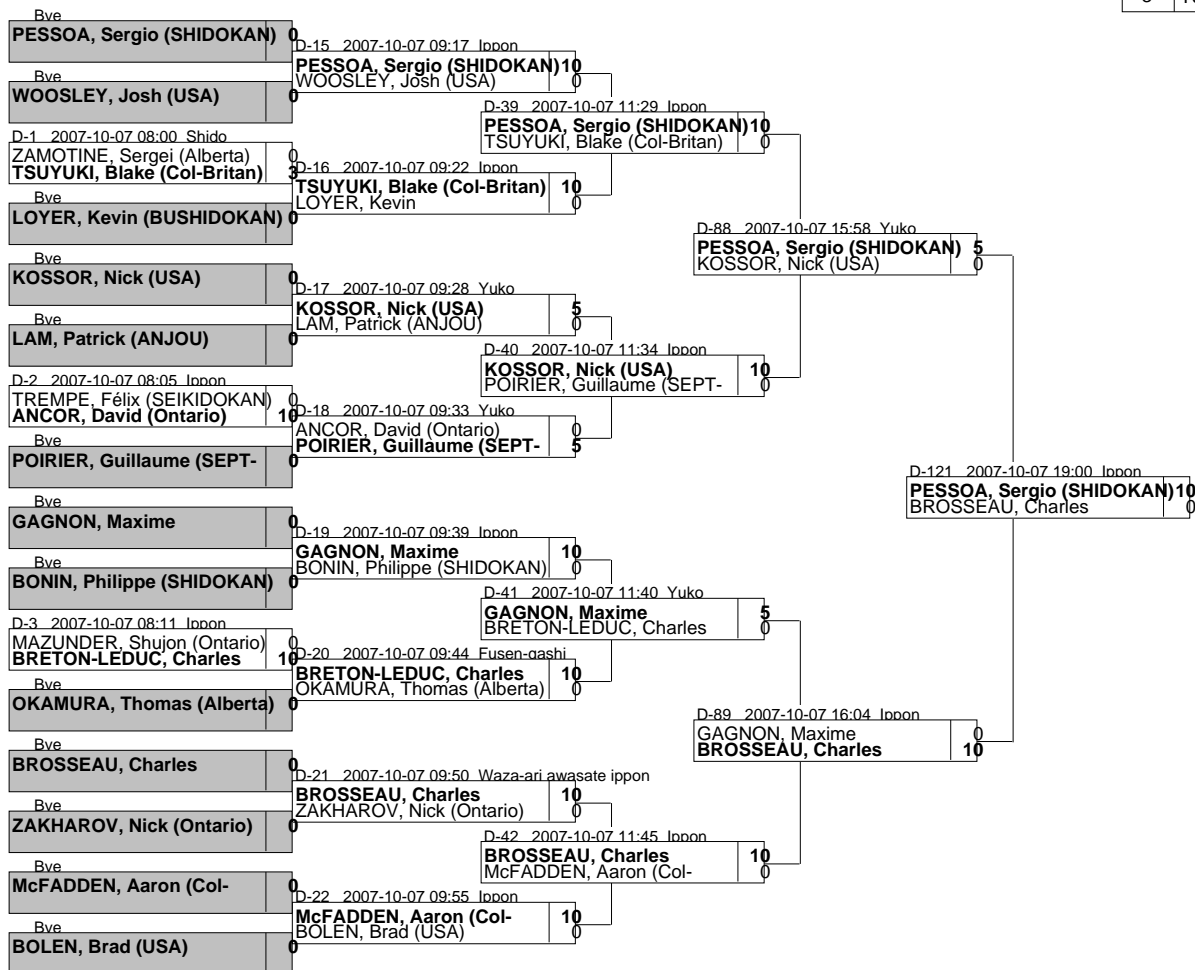 Bye
PESSOA, Sergio (SHIDOKAN) 0
Bye
WOOSLEY, Josh (USA) 0
D-1 2007-10-07 08:00 Shido
ZAMOTINE, Sergei (Alberta) 0
TSUYUKI, Blake (Col-Britan) 3
Bye
LOYER, Kevin (BUSHIDOKAN) 0
Bye
KOSSOR, Nick (USA) 0
Bye
LAM, Patrick (ANJOU) 0
D-2 2007-10-07 08:05 Ippon
TREMPE, Félix (SEIKIDOKAN) 0
ANCOR, David (Ontario) 10
Bye
POIRIER, Guillaume (SEPT- 0
Bye
GAGNON, Maxime 0
Bye
BONIN, Philippe (SHIDOKAN) 0
D-3 2007-10-07 08:11 Ippon
MAZUNDER, Shujon (Ontario) 0
BRETON-LEDUC, Charles 10
Bye
OKAMURA, Thomas (Alberta) 0
Bye
BROSSEAU, Charles 0
Bye
ZAKHAROV, Nick (Ontario) 0
Bye
McFADDEN, Aaron (Col- 0
Bye
BOLEN, Brad (USA) 0
D-15 2007-10-07 09:17 Ippon
PESSOA, Sergio (SHIDOKAN) 10
WOOSLEY, Josh (USA) 0
D-16 2007-10-07 09:22 Ippon
TSUYUKI, Blake (Col-Britan) 10
LOYER, Kevin 0
D-17 2007-10-07 09:28 Yuko
KOSSOR, Nick (USA) 5
LAM, Patrick (ANJOU) 0
D-18 2007-10-07 09:33 Yuko
ANCOR, David (Ontario) 0
POIRIER, Guillaume (SEPT- 5
D-19 2007-10-07 09:39 Ippon
GAGNON, Maxime 10
BONIN, Philippe (SHIDOKAN) 0
D-20 2007-10-07 09:44 Fusen-gashi
BRETON-LEDUC, Charles 10
OKAMURA, Thomas (Alberta) 0
D-21 2007-10-07 09:50 Waza-ari awasate ippon
BROSSEAU, Charles 10
ZAKHAROV, Nick (Ontario) 0
D-22 2007-10-07 09:55 Ippon
McFADDEN, Aaron (Col- 10
BOLEN, Brad (USA) 0
D-39 2007-10-07 11:29 Ippon
PESSOA, Sergio (SHIDOKAN) 10
TSUYUKI, Blake (Col-Britan) 0
D-40 2007-10-07 11:34 Ippon
KOSSOR, Nick (USA) 10
POIRIER, Guillaume (SEPT- 0
D-41 2007-10-07 11:40 Yuko
GAGNON, Maxime 5
BRETON-LEDUC, Charles 0
D-42 2007-10-07 11:45 Ippon
BROSSEAU, Charles 10
McFADDEN, Aaron (Col- 0
D-88 2007-10-07 15:58 Yuko
PESSOA, Sergio (SHIDOKAN) 5
KOSSOR, Nick (USA) 0
D-89 2007-10-07 16:04 Ippon
GAGNON, Maxime 0
BROSSEAU, Charles 10
D-121 2007-10-07 19:00 Ippon
PESSOA, Sergio (SHIDOKAN) 10
BROSSEAU, Charles 0